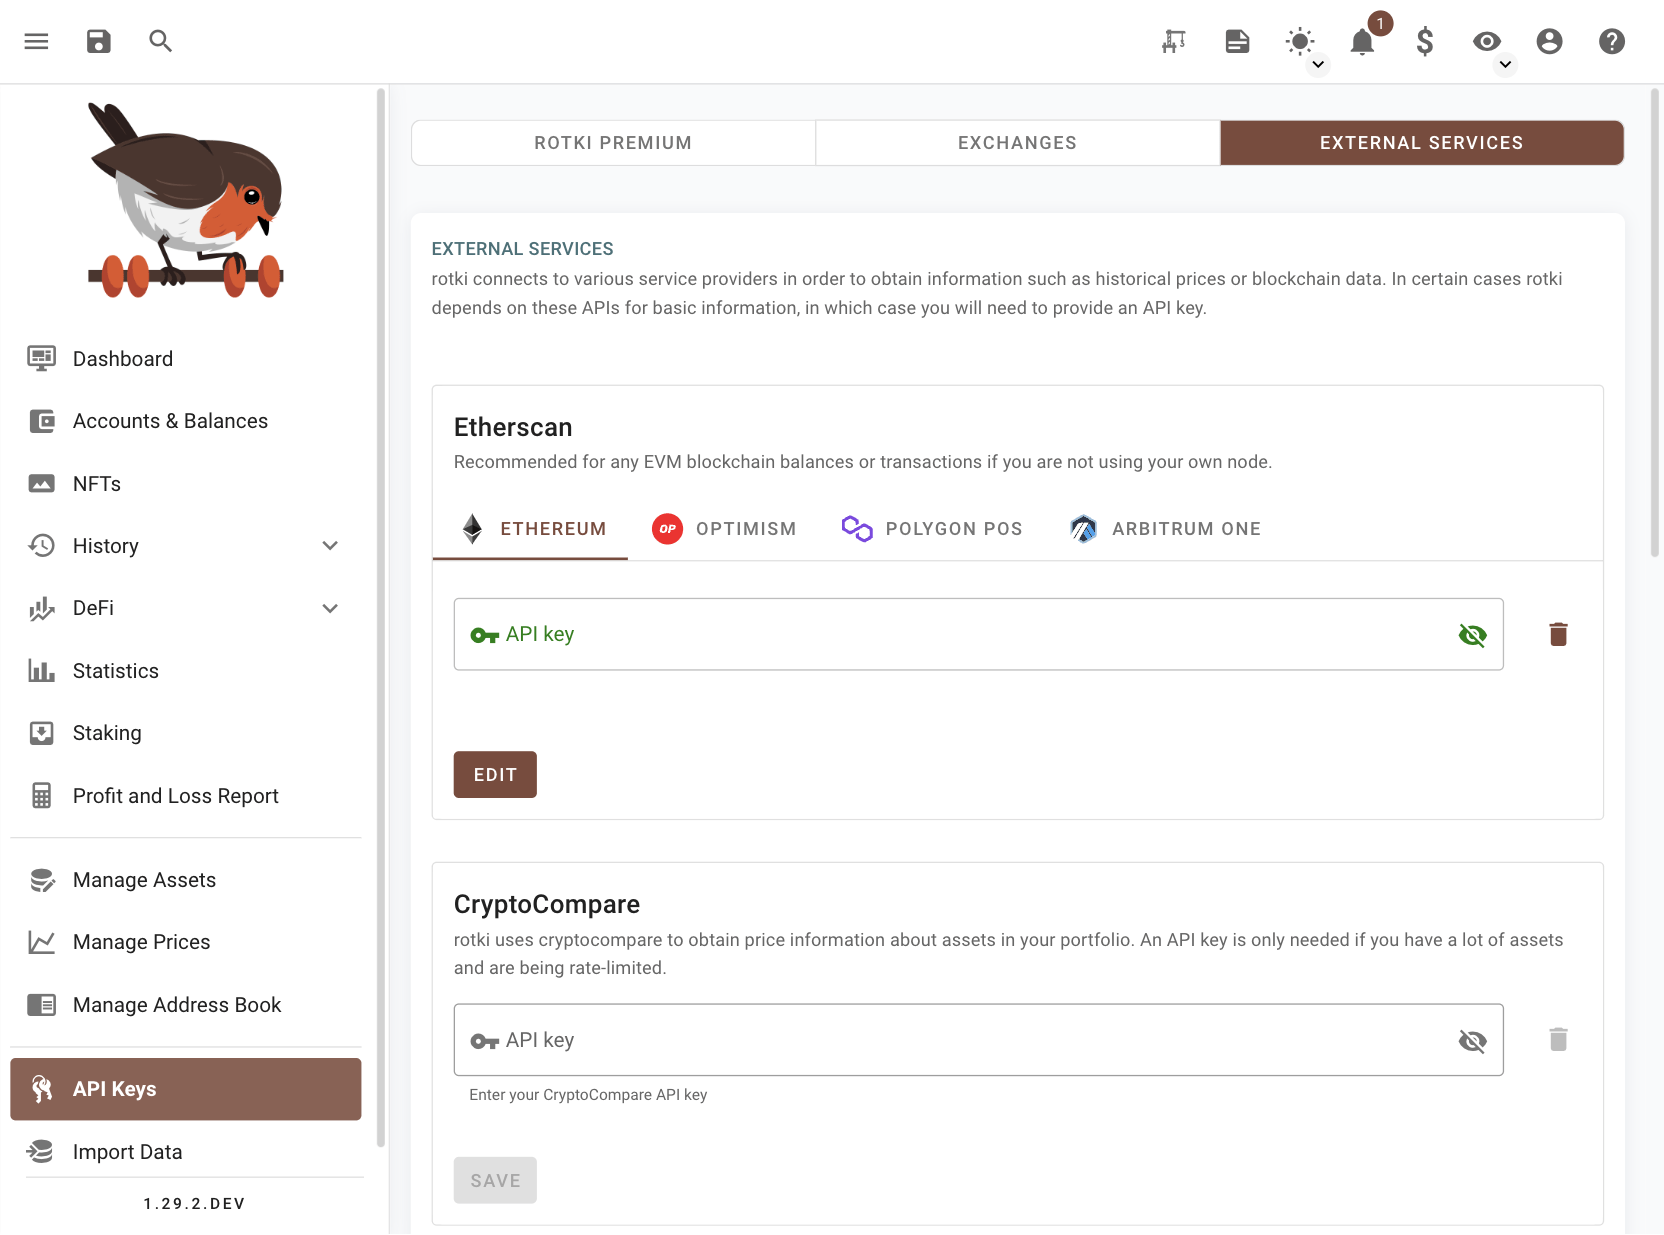 1
ROTKI PREMIUM
EXCHANGES
EXTERNAL SERVICES
Dashboard
Accounts & Balances
NFTs
History
DeFi
Statistics
Staking
Profit and Loss Report
Manage Assets
Manage Prices
Manage Address Book
API Keys
Import Data
1.29.2.DEV
EXTERNAL SERVICES
rotki connects to various service providers in order to obtain information such as historical prices or blockchain data. In certain cases rotki
depends on these APIs for basic information, in which case you will need to provide an API key.
Etherscan
Recommended for any EVM blockchain balances or transactions if you are not using your own node.
ETHEREUM
OP OPTIMISM
POLYGON POS
ARBITRUM ONE
API key
EDIT
CryptoCompare
rotki uses cryptocompare to obtain price information about assets in your portfolio. An API key is only needed if you have a lot of assets
and are being rate-limited.
API key
Enter your CryptoCompare API key
SAVE